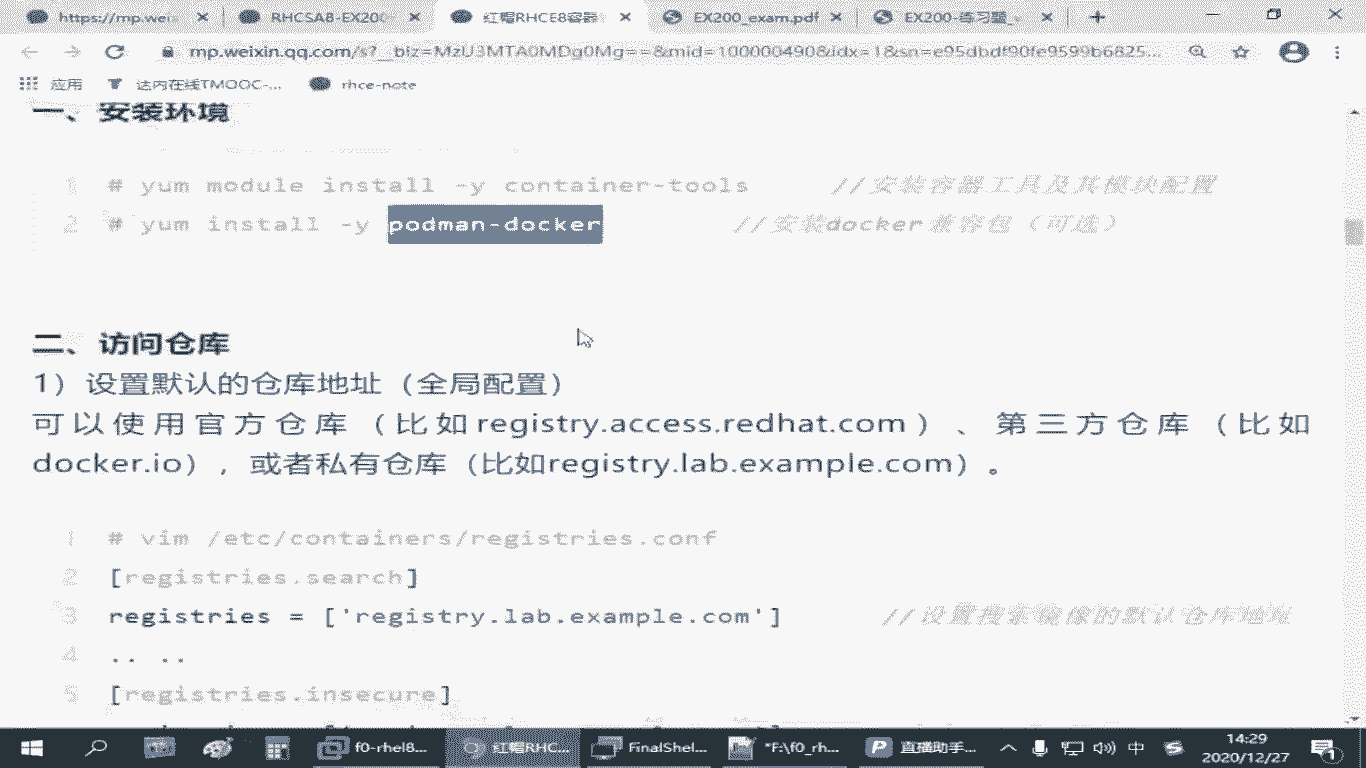 https://mp.weix
RHCSA8-EX200-
红帽RHCE8容器
EX200_exam.pdf
EX200-练习题_
mp.weixin.qq.com/s?__biz=MzU3MTA0MDg0Mg==&mid=100000490&idx=1&sn=e95dbdf90fe9599b6825...
应用
达内在线TMOOC-...
rhce-note
一、安装环境
1 # yum module install -y container-tools //安装容器工具及其模块配置
2 # yum install -y podman-docker //安装docker兼容包（可选）
二、访问仓库
1）设置默认的仓库地址（全局配置）
可以使用官方仓库（比如registry.access.redhat.com）、第三方仓库（比如
docker.io），或者私有仓库（比如registry.lab.example.com）。
1 # vim /etc/containers/registries.conf
2 [registries.search]
3 registries = ['registry.lab.example.com'] //设置搜索镜像的默认仓库地址
4 .. ..
5 [registries.insecure]
f0-rhel8...
红帽RHC...
FinalShel...
*F:\f0_rh...
直播助手...
中
14:29
2020/12/27
1